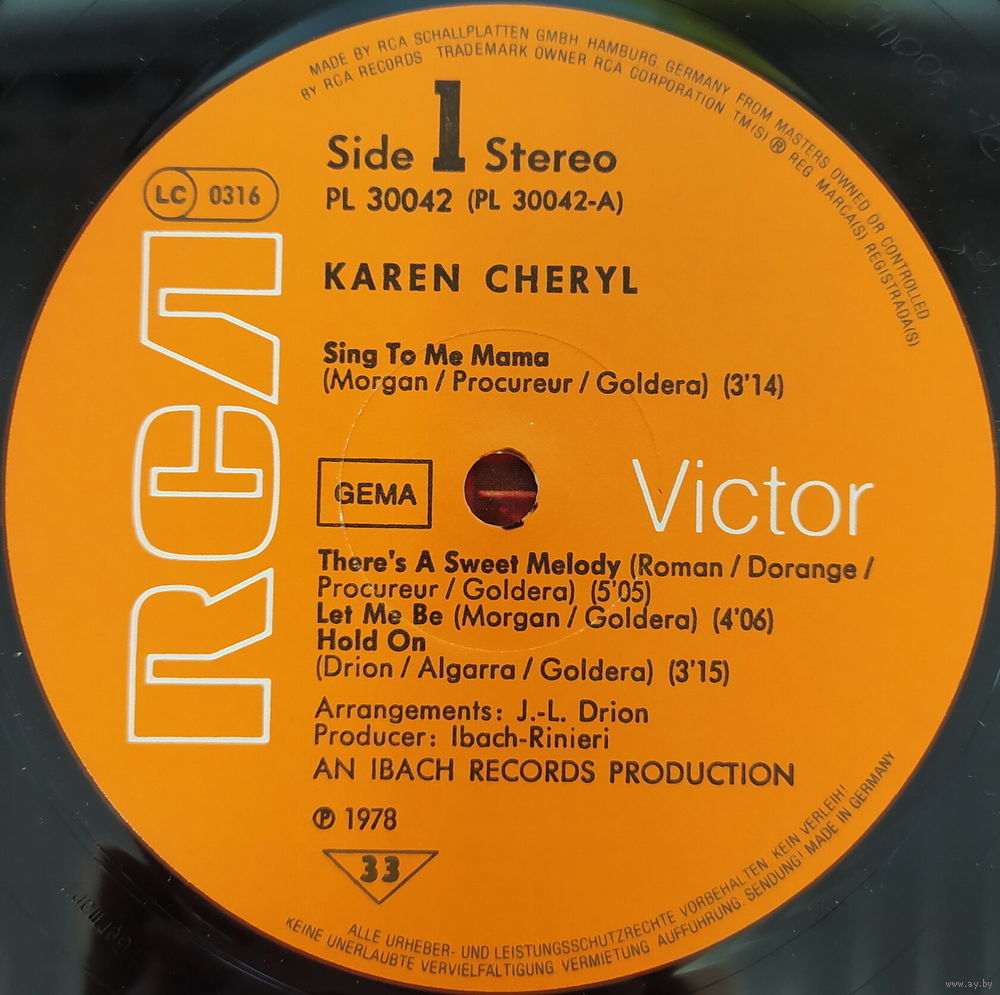 MADE BY RCA SCHALLPLATTEN GMBH, HAMBURG, GERMANY FROM MASTERS OWNED OR CONTROLLED
BY RCA RECORDS TRADEMARK OWNER RCA CORPORATION TM(S) ® REG MARCA(S) REGISTRADA(S)
Side 1 Stereo
PL 30042 (PL 30042-A)
LC 0316
RCA
KAREN CHERYL
Sing To Me Mama
(Morgan / Procureur / Goldera) (3'14)
GEMA
Victor
There's A Sweet Melody (Roman / Dorange /
Procureur / Goldera) (5'05)
Let Me Be (Morgan / Goldera) (4'06)
Hold On
(Drion / Algarra / Goldera) (3'15)
Arrangements: J.-L. Drion
Producer: Ibach-Rinieri
AN IBACH RECORDS PRODUCTION
℗ 1978
33
ALLE URHEBER- UND LEISTUNGSSCHUTZRECHTE VORBEHALTEN. KEIN VERLEIH!
KEINE UNERLAUBTE VERVIELFÄLTIGUNG. VERMIETUNG. AUFFÜHRUNG. SENDUNG! MADE IN GERMANY
www.ay.by